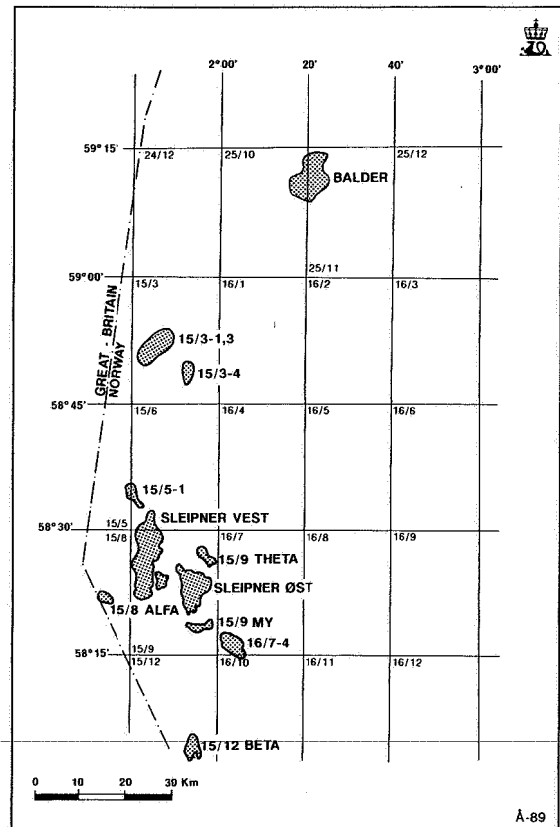 2°00' 20' 40' 3°00'
59°15' 24/12 25/10 25/12
BALDER
25/11
59°00' 15/3 16/1 16/2 16/3
GREAT - BRITAIN
NORWAY
15/3-1,3
15/3-4
58°45' 15/6 16/4 16/5 16/6
15/5-1
SLEIPNER VEST
58°30' 15/5 16/7 16/8 16/9
15/8
15/9 THETA
SLEIPNER ØST
15/8 ALFA
15/9 MY
16/7-4
58°15' 15/9
15/12 16/10 16/11 16/12
15/12 BETA
0 10 20 30 Km
Å-89